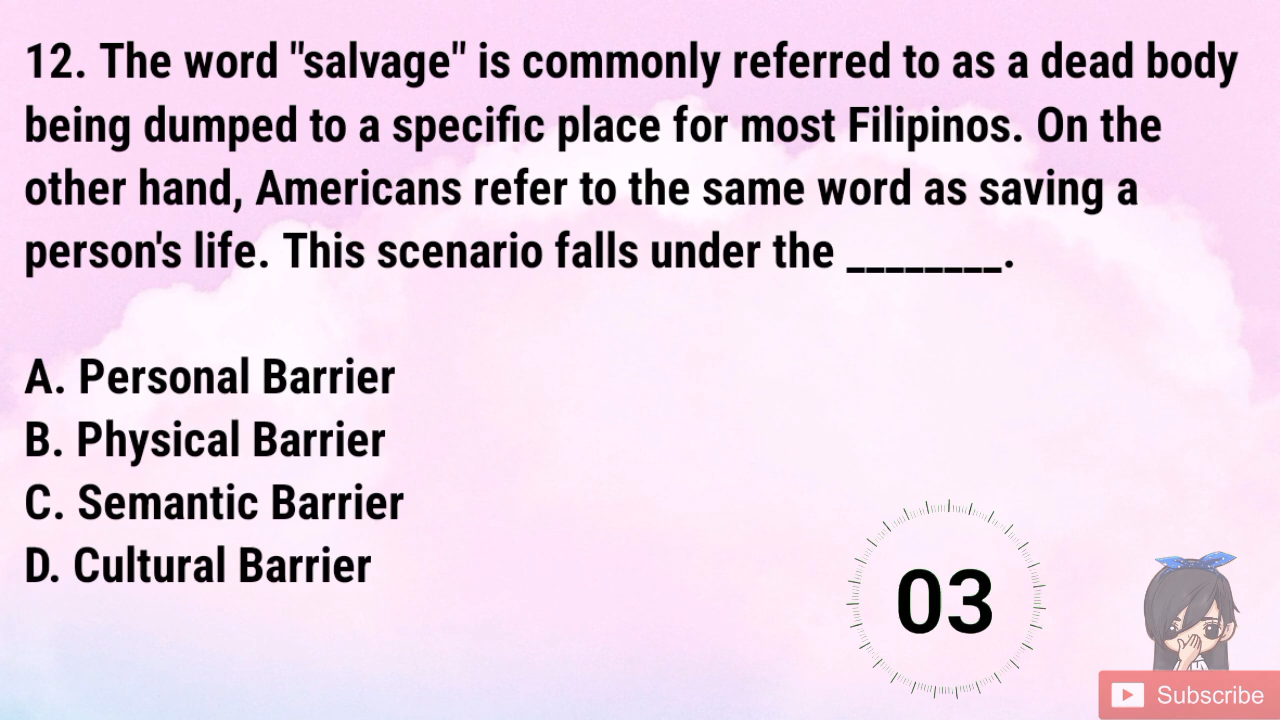 12. The word "salvage" is commonly referred to as a dead body
being dumped to a specific place for most Filipinos. On the
other hand, Americans refer to the same word as saving a
person's life. This scenario falls under the ________.
A. Personal Barrier
B. Physical Barrier
C. Semantic Barrier
D. Cultural Barrier
03
Subscribe